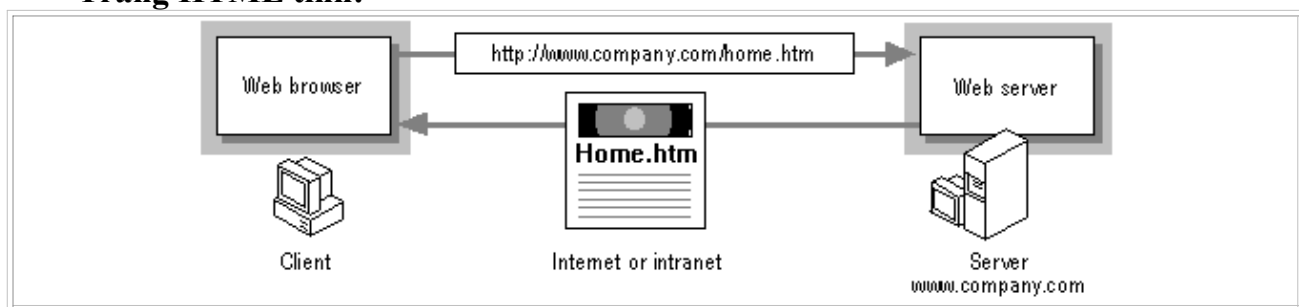 Trang HTML tĩnh:
http://www.company.com/home.htm
Web browser
Web server
Home.htm
Client
Internet or intranet
Server
www.company.com